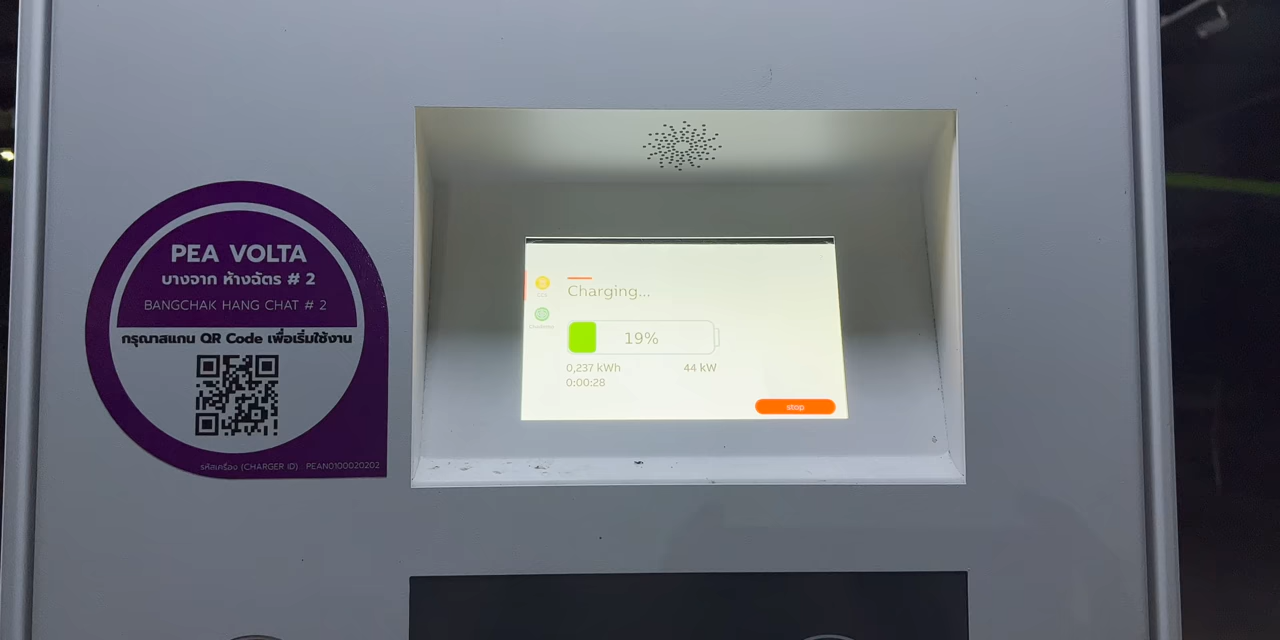 PEA VOLTA
บางจาก ห้างฉัตร # 2
BANGCHAK HANG CHAT # 2
กรุณาสแกน QR Code เพื่อเริ่มใช้งาน
รหัสเครื่อง (CHARGER ID) : PEAN0100020202
CCS
Chademo
Charging...
19%
0,237 kWh
44 kW
0:00:28
stop